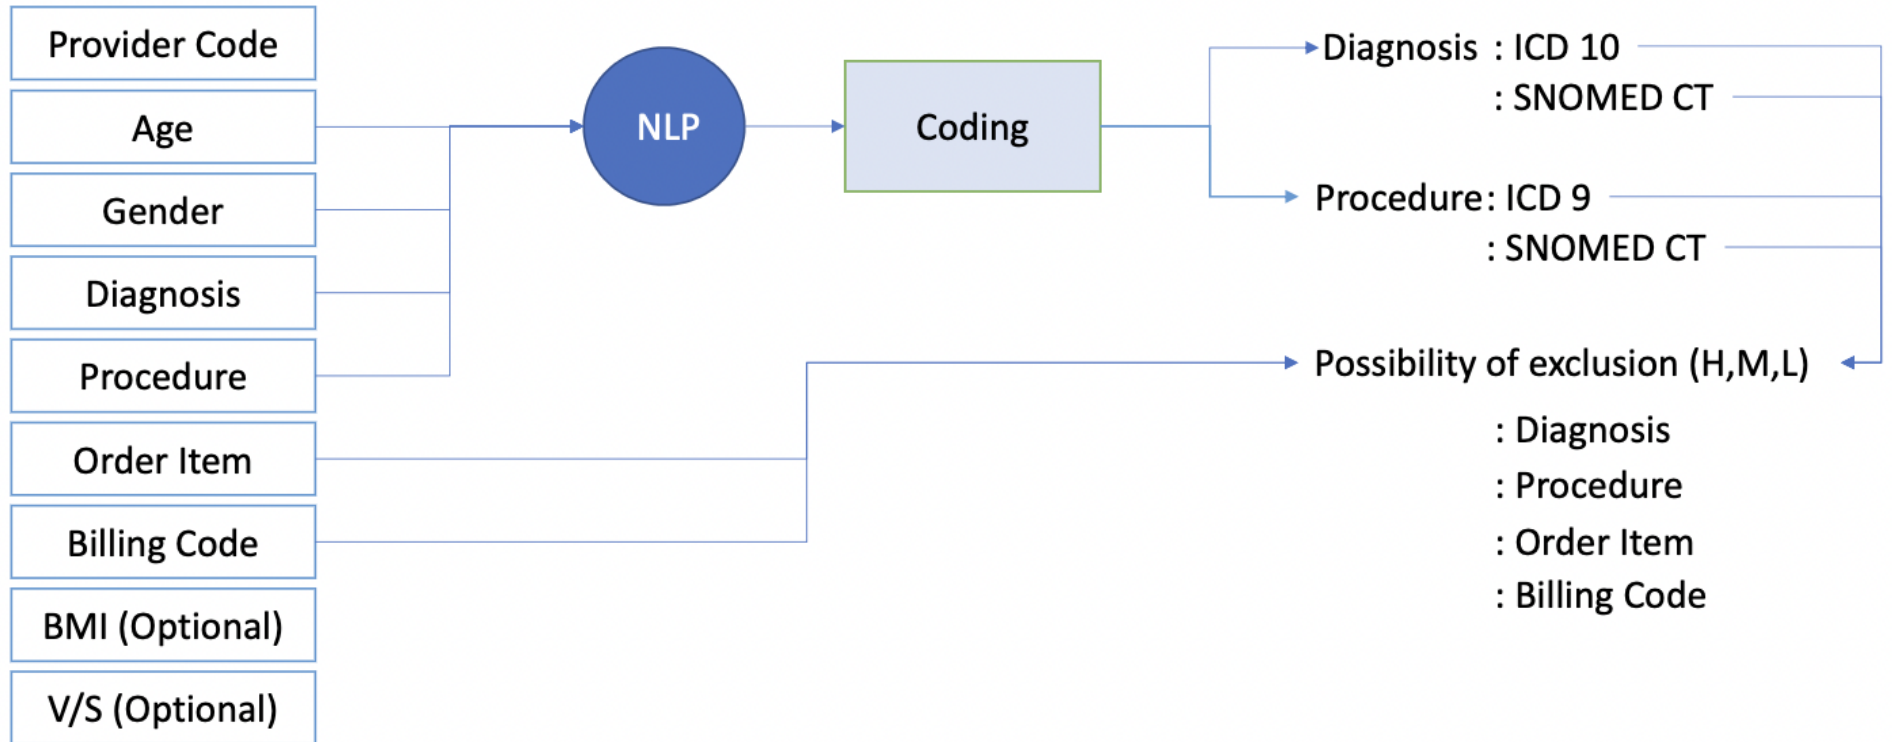 Provider Code
Age
Gender
Diagnosis
Procedure
Order Item
Billing Code
BMI (Optional)
V/S (Optional)
NLP
Coding
Diagnosis : ICD 10
: SNOMED CT
Procedure : ICD 9
: SNOMED CT
Possibility of exclusion (H,M,L)
: Diagnosis
: Procedure
: Order Item
: Billing Code